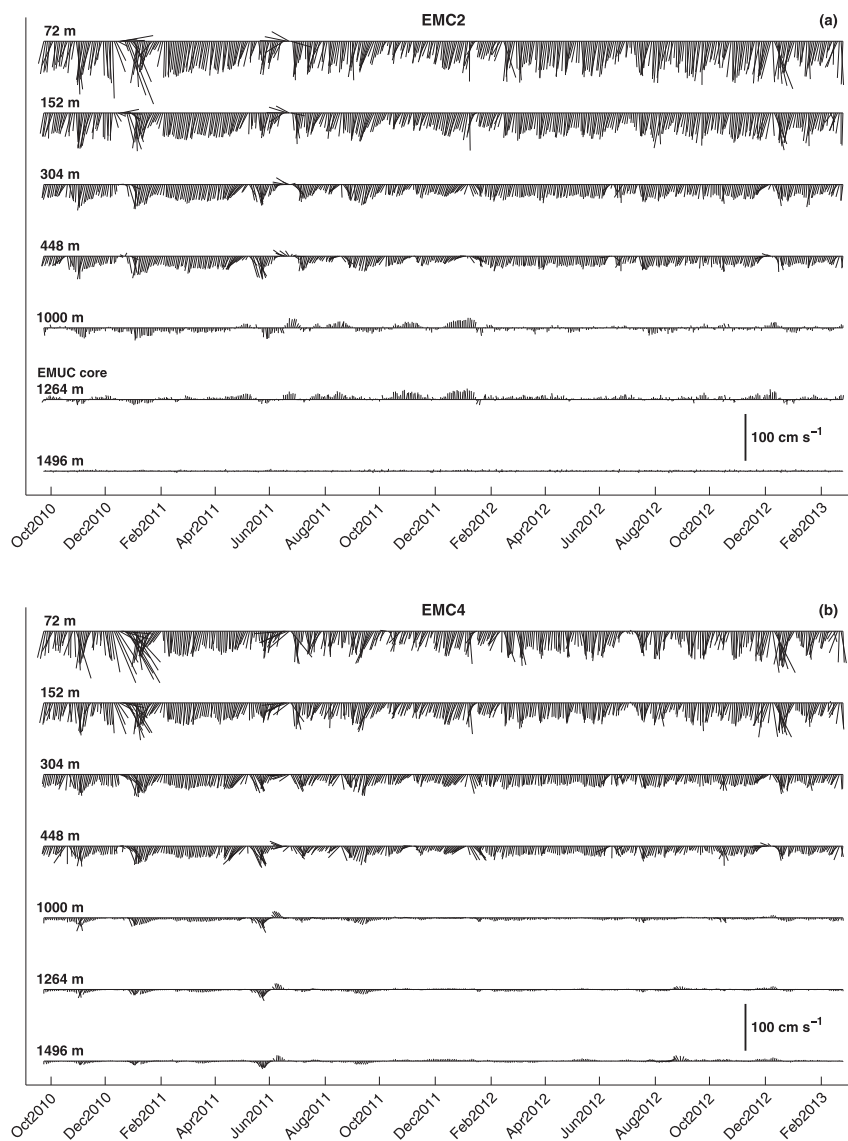 EMC2
(a)
72 m
152 m
304 m
448 m
1000 m
EMUC core
1264 m
100 cm s⁻¹
1496 m
Oct2010 Dec2010 Feb2011 Apr2011 Jun2011 Aug2011 Oct2011 Dec2011 Feb2012 Apr2012 Jun2012 Aug2012 Oct2012 Dec2012 Feb2013
EMC4
(b)
72 m
152 m
304 m
448 m
1000 m
1264 m
100 cm s⁻¹
1496 m
Oct2010 Dec2010 Feb2011 Apr2011 Jun2011 Aug2011 Oct2011 Dec2011 Feb2012 Apr2012 Jun2012 Aug2012 Oct2012 Dec2012 Feb2013